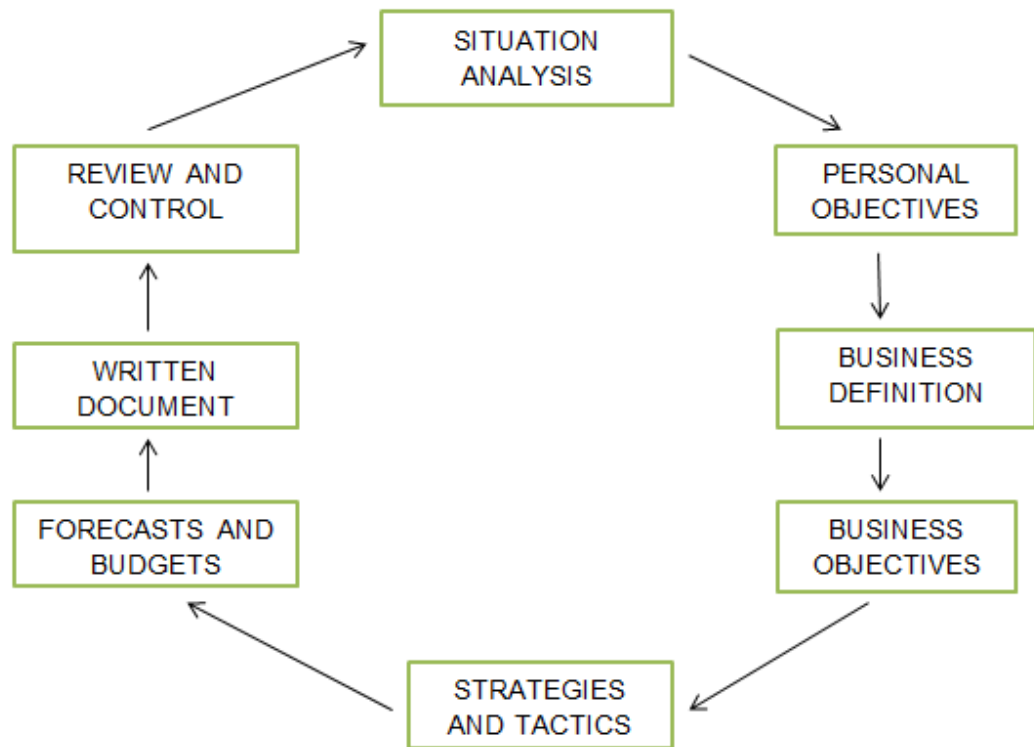 SITUATION
ANALYSIS
PERSONAL
OBJECTIVES
BUSINESS
DEFINITION
BUSINESS
OBJECTIVES
STRATEGIES
AND TACTICS
FORECASTS AND
BUDGETS
WRITTEN
DOCUMENT
REVIEW AND
CONTROL